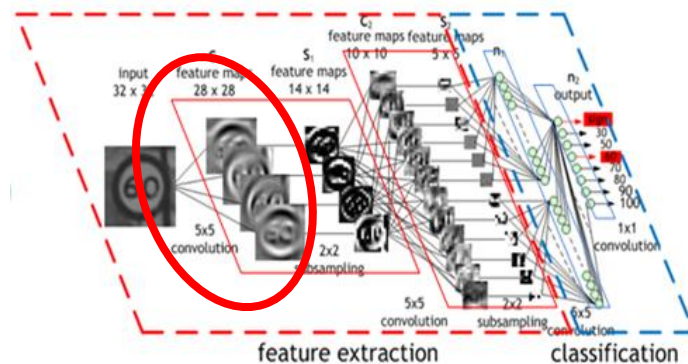 input
32 x 3
feature maps
28 x 28
S₁
feature maps
14 x 14
C₂
feature maps
10 x 10
S₂
feature maps
5 x 5
n₁
n₂
output
30
50
70
80
90
100
60
5x5
convolution
2x2
subsampling
5x5
convolution
2x2
subsampling
convolution
1x1
convolution
feature extraction
classification